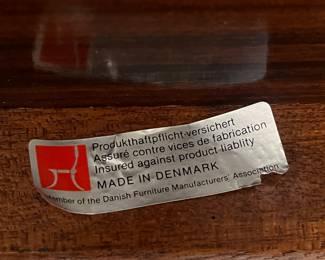 Produkthaftpflicht-versichert
Assuré contre vices de fabrication
Insured against product-liablity
MADE IN DENMARK
Member of the Danish Furniture Manufacturers' Association